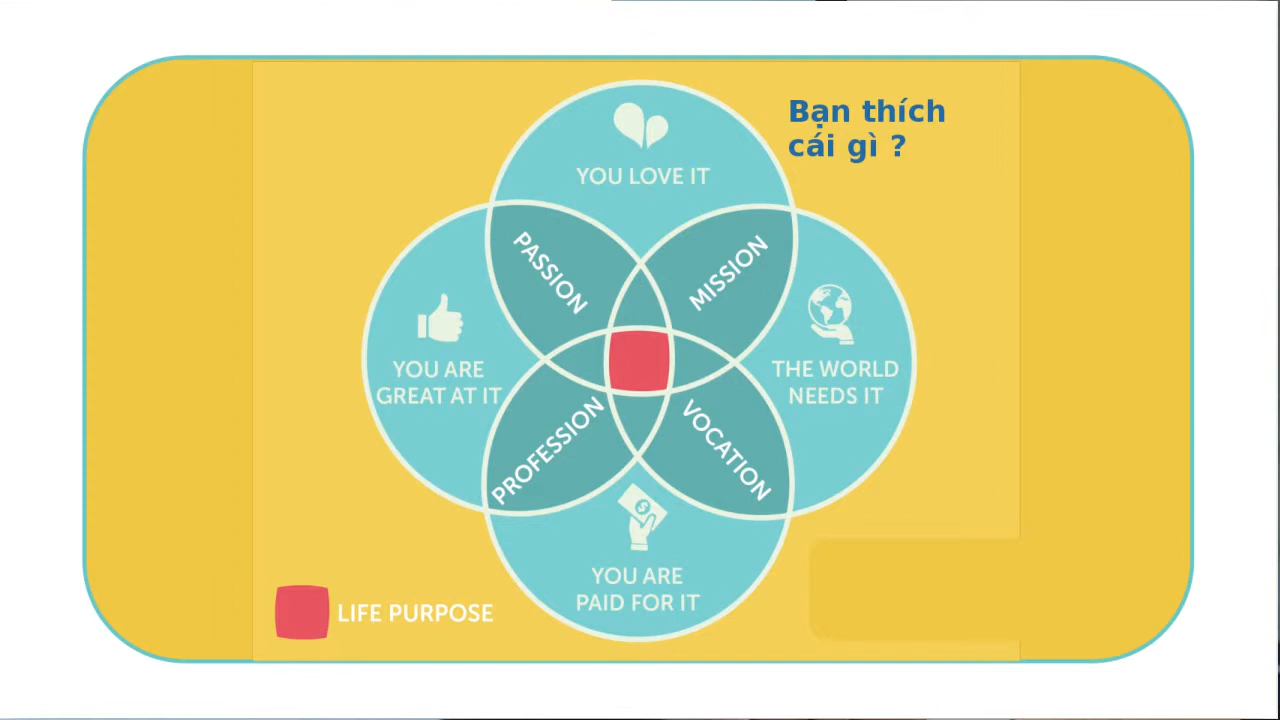 Bạn thích
cái gì ?
YOU LOVE IT
PASSION
MISSION
YOU ARE
GREAT AT IT
THE WORLD
NEEDS IT
PROFESSION
VOCATION
YOU ARE
PAID FOR IT
LIFE PURPOSE